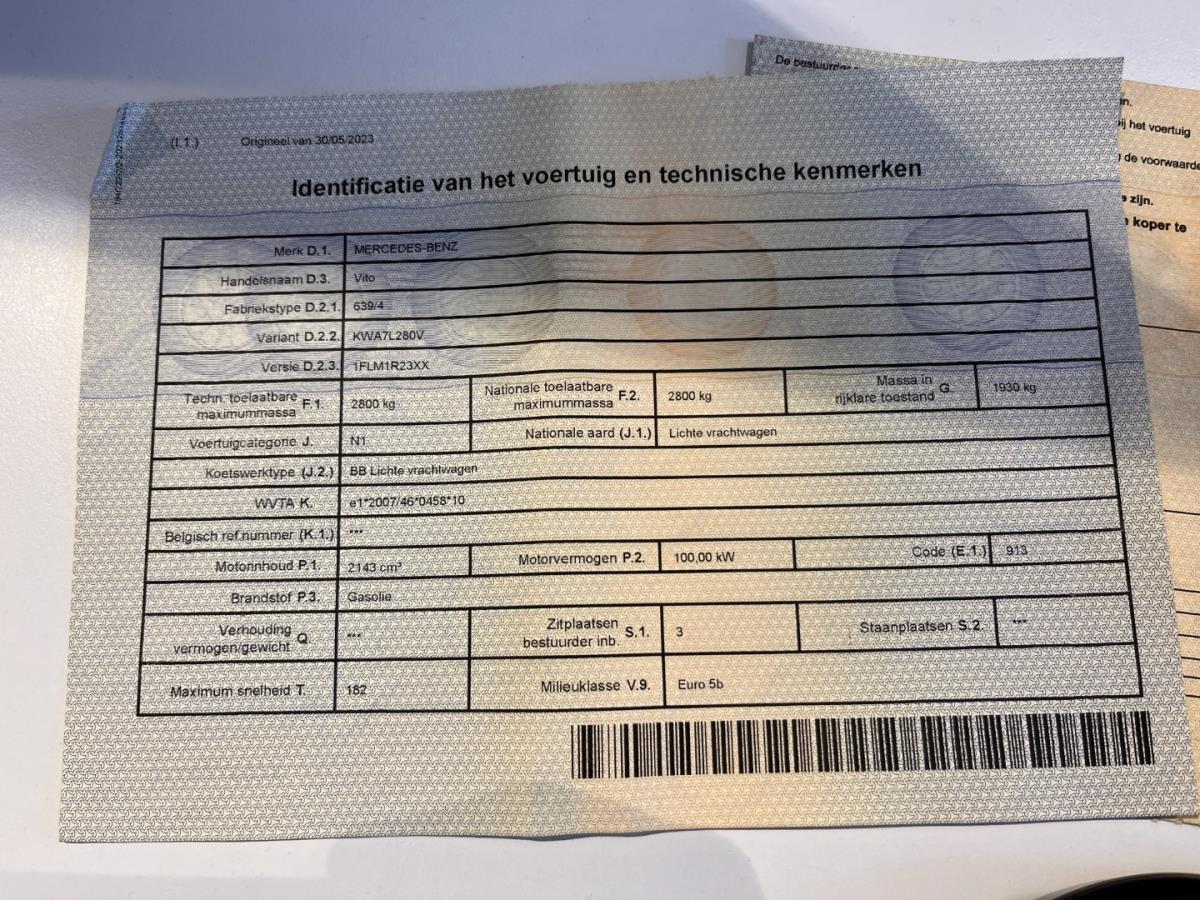 De bestuurder
(I.1.) Origineel van 30/05/2023
Identificatie van het voertuig en technische kenmerken
Merk D.1. MERCEDES-BENZ
Handelsnaam D.3. Vito
Fabriekstype D.2.1. 639/4
Variant D.2.2. KWA7L280V
Versie D.2.3. 1FLM1R23XX
Techn. toelaatbare maximummassa F.1. 2800 kg
Nationale toelaatbare maximummassa F.2. 2800 kg
Massa in rijklare toestand G. 1930 kg
Voertuigcategorie J. N1
Nationale aard (J.1.) Lichte vrachtwagen
Koetswerktype (J.2.) BB Lichte vrachtwagen
WVTA K. e1*2007/46*0458*10
Belgisch ref.nummer (K.1.) ***
Motorinhoud P.1. 2143 cm³
Motorvermogen P.2. 100,00 kW
Code (E.1.) 913
Brandstof P.3. Gasolie
Verhouding vermogen/gewicht Q. ***
Zitplaatsen bestuurder inb. S.1. 3
Staanplaatsen S.2. ***
Maximum snelheid T. 182
Milieuklasse V.9. Euro 5b
het voertuig
de voorwaarde
zijn.
koper te